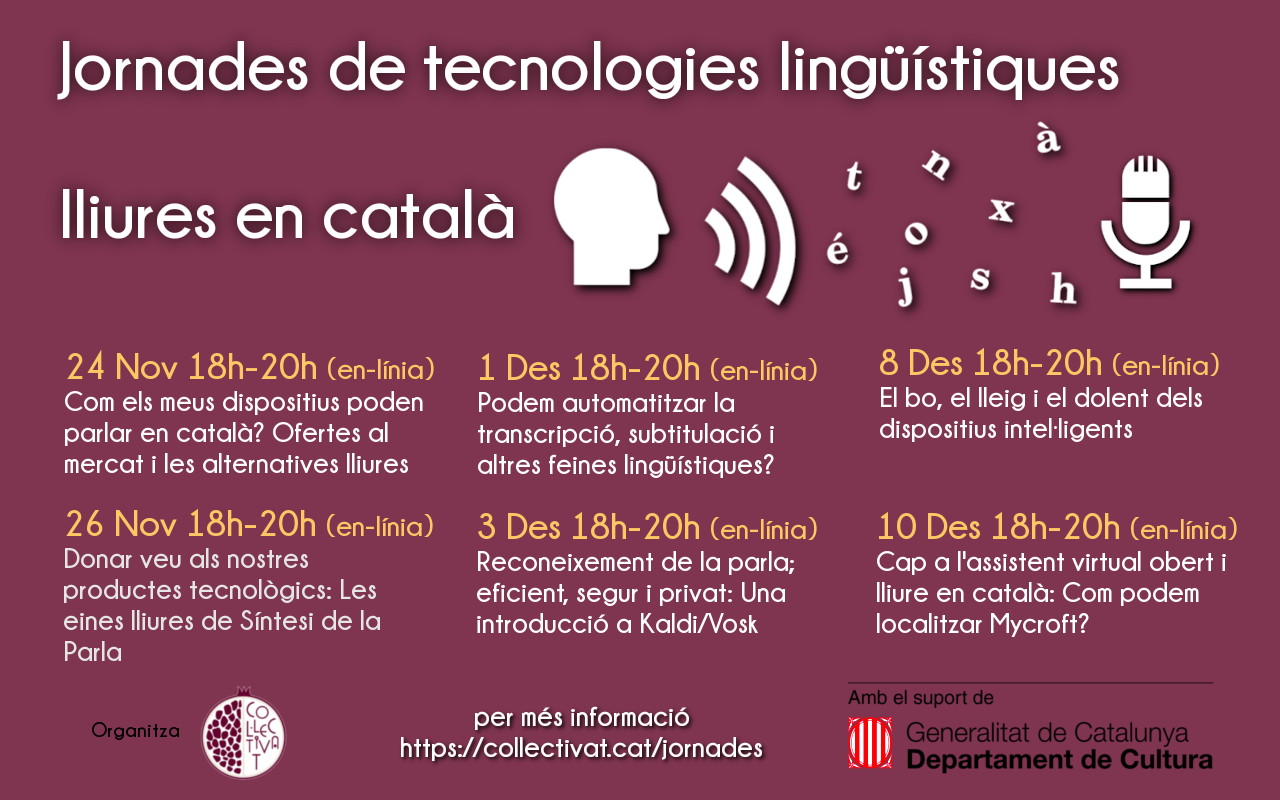 Jornades de tecnologies lingüístiques
lliures en català
t
n
à
é
o
x
j
s
h
24 Nov 18h-20h (en-línia)
Com els meus dispositius poden
parlar en català? Ofertes al
mercat i les alternatives lliures
26 Nov 18h-20h (en-línia)
Donar veu als nostres
productes tecnològics: Les
eines lliures de Síntesi de la
Parla
1 Des 18h-20h (en-línia)
Podem automatitzar la
transcripció, subtitulació i
altres feines lingüístiques?
3 Des 18h-20h (en-línia)
Reconeixement de la parla;
eficient, segur i privat: Una
introducció a Kaldi/Vosk
8 Des 18h-20h (en-línia)
El bo, el lleig i el dolent dels
dispositius intel·ligents
10 Des 18h-20h (en-línia)
Cap a l'assistent virtual obert i
lliure en català: Com podem
localitzar Mycroft?
Organitza
COL·LECTIVAT
per més informació
https://collectivat.cat/jornades
Amb el suport de
Generalitat de Catalunya
Departament de Cultura